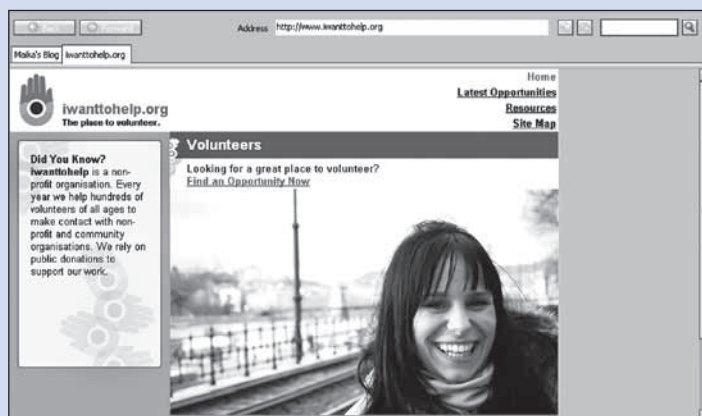 Back
Forward
Address http://www.iwanttohelp.org
Maika's Blog
iwanttohelp.org
iwanttohelp.org
The place to volunteer.
Home
Latest Opportunities
Resources
Site Map
Did You Know?
iwanttohelp is a non-
profit organisation. Every
year we help hundreds of
volunteers of all ages to
make contact with non-
profit and community
organisations. We rely on
public donations to
support our work.
Volunteers
Looking for a great place to volunteer?
Find an Opportunity Now